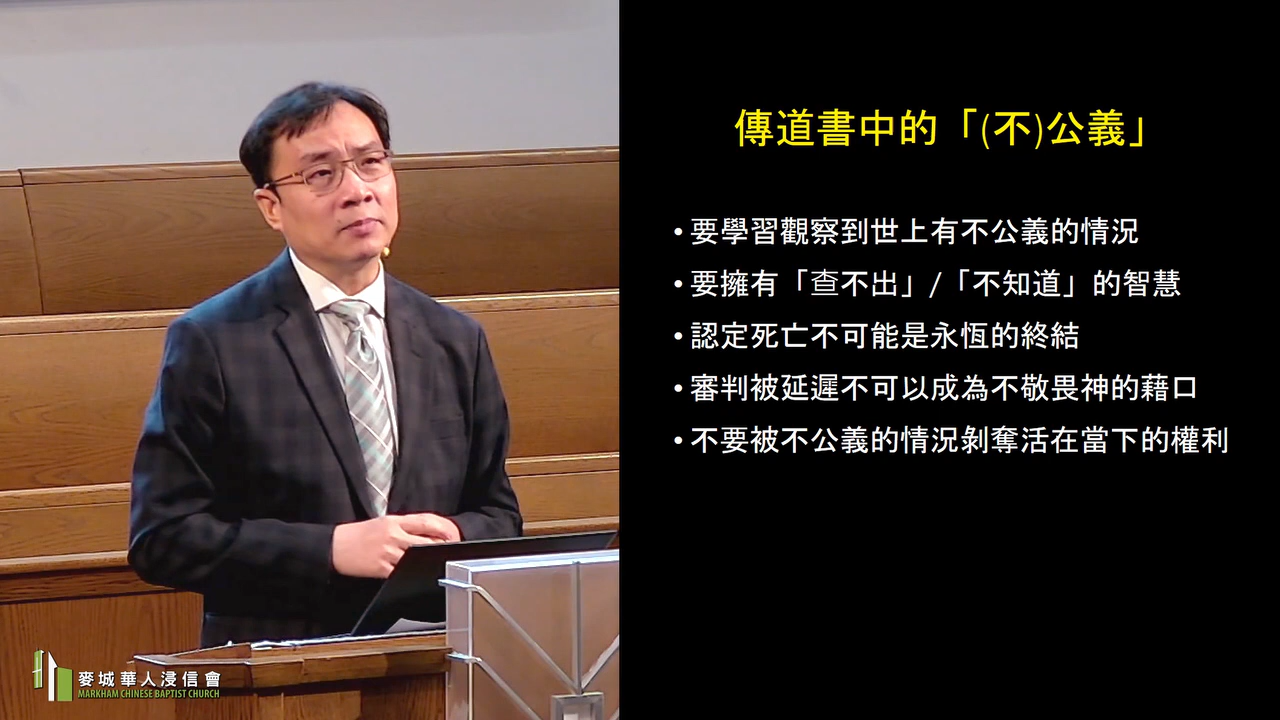 傳道書中的「(不)公義」
• 要學習觀察到世上有不公義的情況
• 要擁有「查不出」/「不知道」的智慧
• 認定死亡不可能是永恆的終結
• 審判被延遲不可以成為不敬畏神的藉口
• 不要被不公義的情況剝奪活在當下的權利
麥城華人浸信會
MARKHAM CHINESE BAPTIST CHURCH